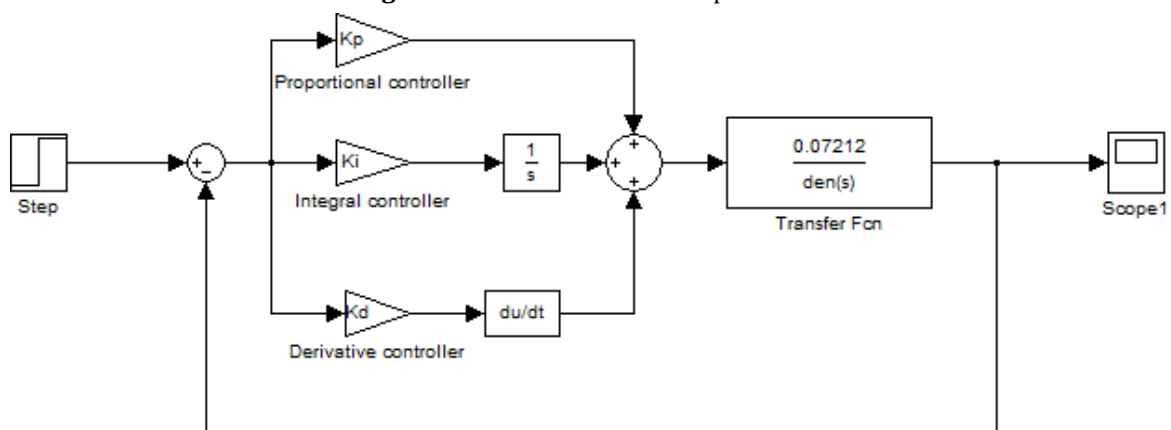 Kp
Proportional controller
Step
+
−
Ki
Integral controller
1
s
+
+
+
0.07212
den(s)
Transfer Fcn
Scope1
Kd
Derivative controller
du/dt